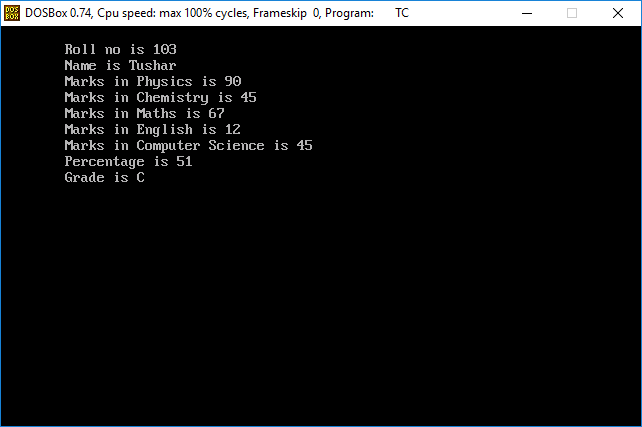 DOSBox 0.74, Cpu speed: max 100% cycles, Frameskip 0, Program: TC
Roll no is 103
Name is Tushar
Marks in Physics is 90
Marks in Chemistry is 45
Marks in Maths is 67
Marks in English is 12
Marks in Computer Science is 45
Percentage is 51
Grade is C